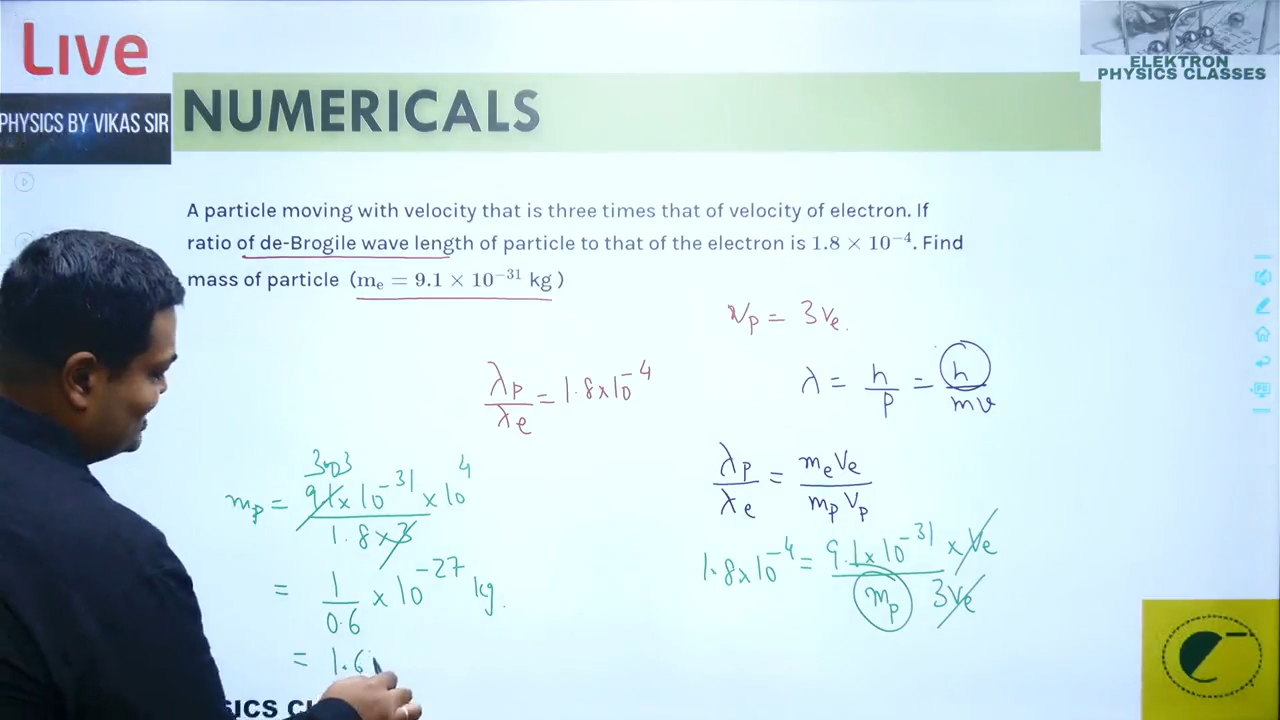 Live
ELEKTRON
PHYSICS CLASSES
PHYSICS BY VIKAS SIR
NUMERICALS
A particle moving with velocity that is three times that of velocity of electron. If
ratio of de-Brogile wave length of particle to that of the electron is 1.8 × 10⁻⁴. Find
mass of particle (mₑ = 9.1 × 10⁻³¹ kg)
Vp = 3Ve.
λp/λe = 1.8×10⁻⁴
λ = h/p = h/mv
λp/λe = meVe/mpVp
1.8×10⁻⁴ = 9.1×10⁻³¹ × Ve / mp 3Ve
mp = 9.1×10⁻³¹ × 10⁴ / 1.8×3
= 1/0.6 × 10⁻²⁷ kg.
= 1.6